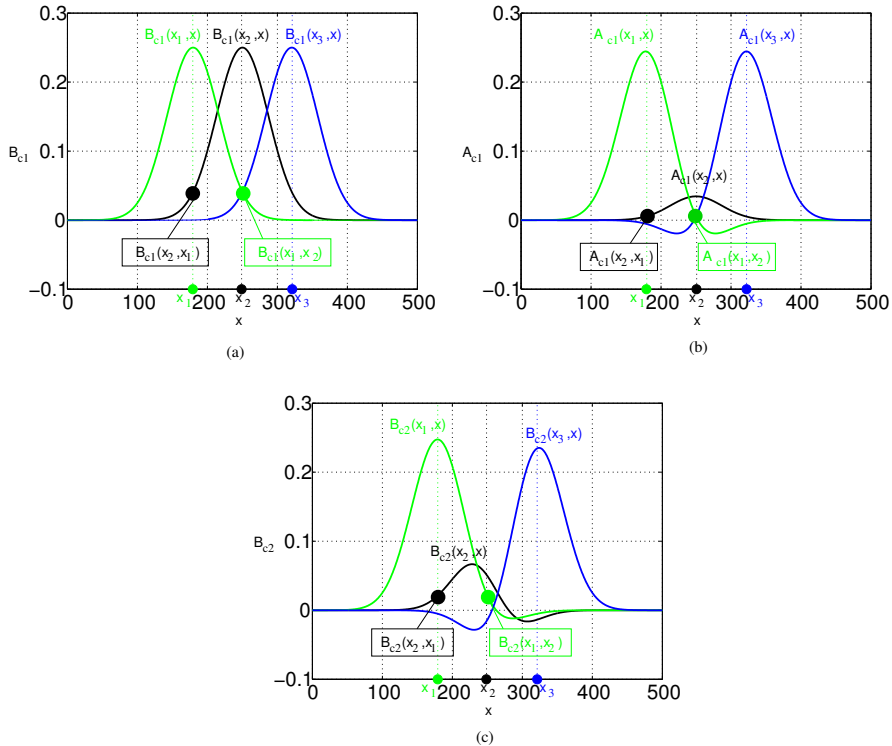 0.3
0.2
0.1
0
−0.1
B_c1
B_c1(x_1,x)
B_c1(x_2,x)
B_c1(x_3,x)
B_c1(x_2,x_1)
B_c1(x_1,x_2)
0
100
200
300
400
500
x_1
x_2
x_3
x
(a)
0.3
0.2
0.1
0
−0.1
A_c1
A_c1(x_1,x)
A_c1(x_3,x)
A_c1(x_2,x)
A_c1(x_2,x_1)
A_c1(x_1,x_2)
0
100
200
300
400
500
x_1
x_2
x_3
x
(b)
0.3
0.2
0.1
0
−0.1
B_c2
B_c2(x_1,x)
B_c2(x_3,x)
B_c2(x_2,x)
B_c2(x_2,x_1)
B_c2(x_1,x_2)
0
100
200
300
400
500
x_1
x_2
x_3
x
(c)